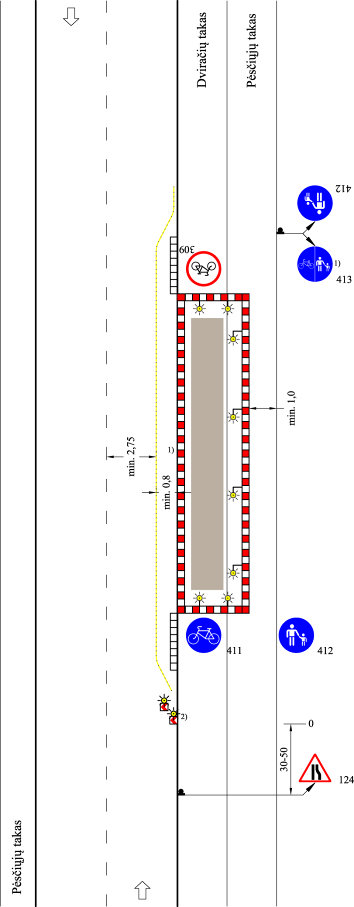 Dviračių takas
Pėsčiųjų takas
412
1)
413
309
min. 1,0
min. 2,75
1)
min. 0,8
411
412
2)
0
30-50
124
Pėsčiųjų takas